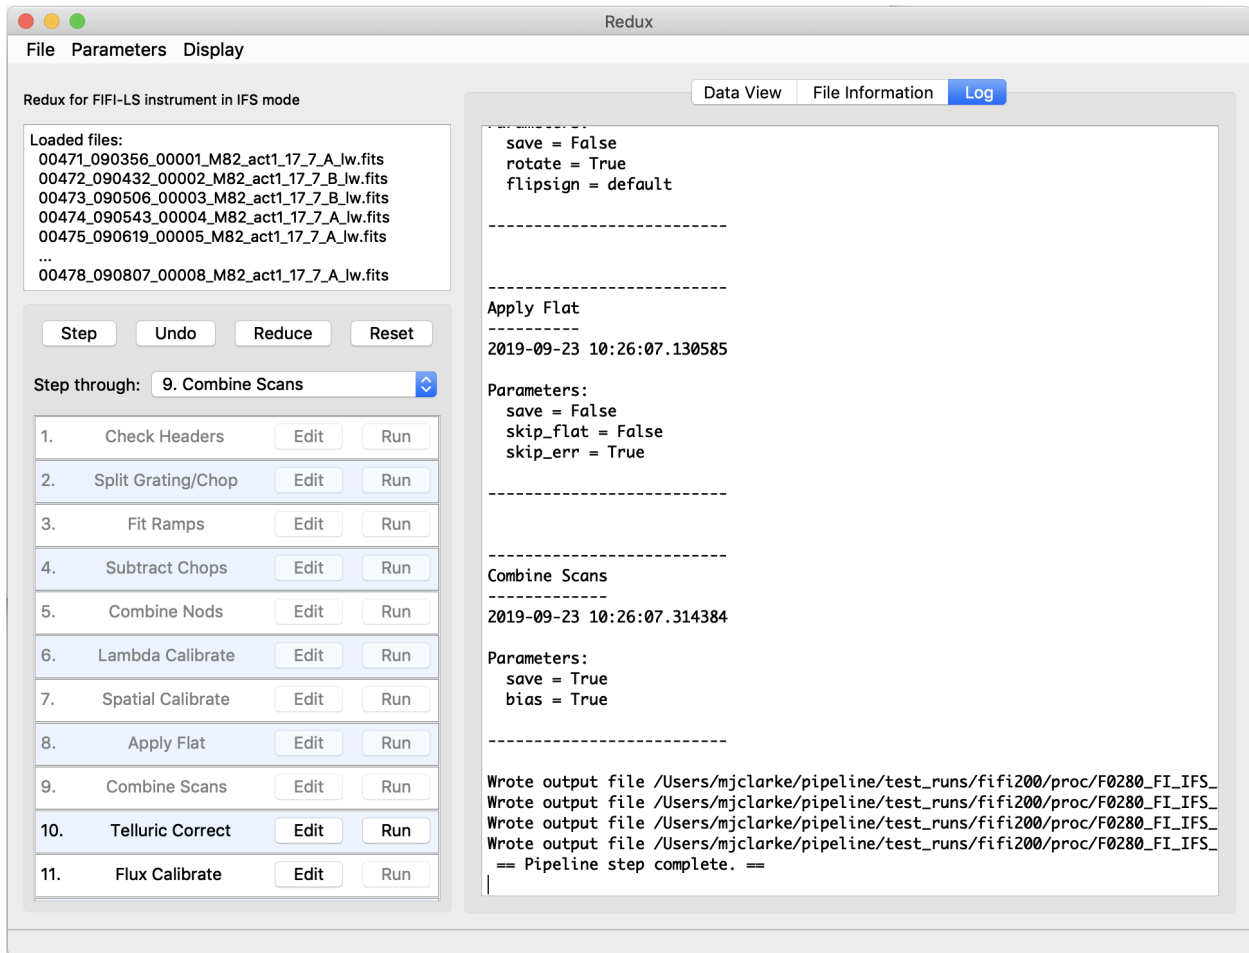 Redux
File Parameters Display
Redux for FIFI-LS instrument in IFS mode
Loaded files:
00471_090356_00001_M82_act1_17_7_A_lw.fits
00472_090432_00002_M82_act1_17_7_B_lw.fits
00473_090506_00003_M82_act1_17_7_B_lw.fits
00474_090543_00004_M82_act1_17_7_A_lw.fits
00475_090619_00005_M82_act1_17_7_A_lw.fits
...
00478_090807_00008_M82_act1_17_7_A_lw.fits
Step Undo Reduce Reset
Step through: 9. Combine Scans
1. Check Headers Edit Run
2. Split Grating/Chop Edit Run
3. Fit Ramps Edit Run
4. Subtract Chops Edit Run
5. Combine Nods Edit Run
6. Lambda Calibrate Edit Run
7. Spatial Calibrate Edit Run
8. Apply Flat Edit Run
9. Combine Scans Edit Run
10. Telluric Correct Edit Run
11. Flux Calibrate Edit Run
Data View File Information Log
Parameters:
save = False
rotate = True
flipsign = default
--------------------------
--------------------------
Apply Flat
----------
2019-09-23 10:26:07.130585
Parameters:
save = False
skip_flat = False
skip_err = True
--------------------------
--------------------------
Combine Scans
-------------
2019-09-23 10:26:07.314384
Parameters:
save = True
bias = True
--------------------------
Wrote output file /Users/mjclarke/pipeline/test_runs/fifi200/proc/F0280_FI_IFS_
Wrote output file /Users/mjclarke/pipeline/test_runs/fifi200/proc/F0280_FI_IFS_
Wrote output file /Users/mjclarke/pipeline/test_runs/fifi200/proc/F0280_FI_IFS_
Wrote output file /Users/mjclarke/pipeline/test_runs/fifi200/proc/F0280_FI_IFS_
== Pipeline step complete. ==